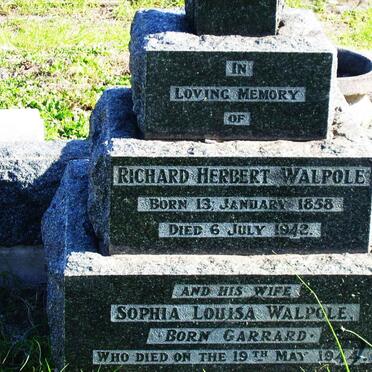 IN
LOVING MEMORY
OF
RICHARD HERBERT WALPOLE
BORN 13 JANUARY 1858
DIED 6 JULY 1942.
AND HIS WIFE
SOPHIA LOUISA WALPOLE,
BORN GARRARD.
WHO DIED ON THE 19TH MAY